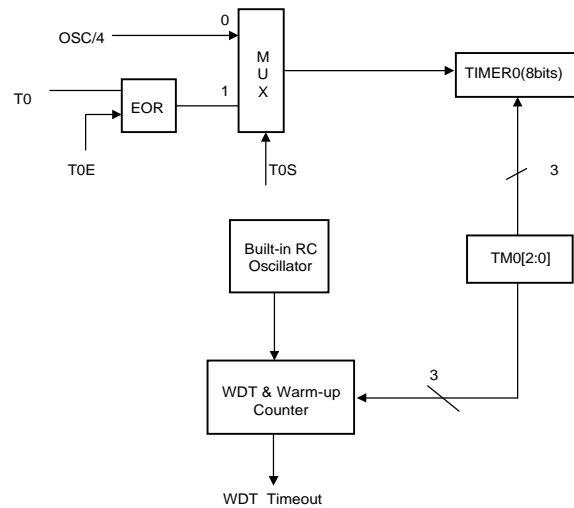 0
OSC/4
M
U
X
TIMER0(8bits)
1
T0
EOR
T0E
T0S
3
Built-in RC
Oscillator
TM0[2:0]
3
WDT & Warm-up
Counter
WDT Timeout